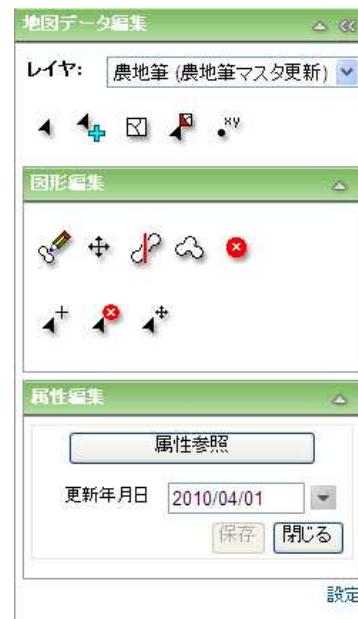 地図データ編集
レイヤ: 農地筆 (農地筆マスタ更新)
xy
図形編集
属性編集
属性参照
更新年月日 2010/04/01
保存 閉じる
設定